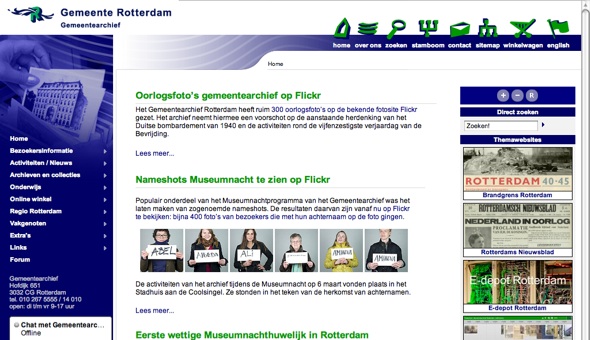 Gemeente Rotterdam
Gemeentearchief
home over ons zoeken stamboom contact sitemap winkelwagen english
Home
Home
Bezoekersinformatie
Activiteiten / Nieuws
Archieven en collecties
Onderwijs
Online winkel
Regio Rotterdam
Vakgenoten
Extra's
Links
Forum
Gemeentearchief
Hofdijk 651
3032 CG Rotterdam
tel. 010 267 5555 / 14 010
open: di t/m vr 9-17 uur
Chat met Gemeentearc...
Offline
Oorlogsfoto's gemeentearchief op Flickr
Het Gemeentearchief Rotterdam heeft ruim 300 oorlogsfoto's op de bekende fotosite Flickr
gezet. Het archief neemt hiermee een voorschot op de aanstaande herdenking van het
Duitse bombardement van 1940 en de activiteiten rond de vijfenzestigste verjaardag van de
Bevrijding.
Lees meer...
Nameshots Museumnacht te zien op Flickr
Populair onderdeel van het Museumnachtprogramma van het Gemeentearchief was het
laten maken van zogenoemde nameshots. De resultaten daarvan zijn vanaf nu op Flickr
te bekijken: bijna 400 foto's van bezoekers die met hun achternaam op de foto gingen.
ABEL
ALI
De activiteiten van het archief tijdens de Museumnacht op 6 maart vonden plaats in het
Stadhuis aan de Coolsingel. Ze stonden in het teken van de herkomst van achternamen.
Lees meer...
Eerste wettige Museumnachthuwelijk in Rotterdam
+ – R
Direct zoeken
Zoeken!
Themawebsites
ROTTERDAM 40-45
Brandgrens Rotterdam
ROTTERDAMSCH NIEUWSBLAD
NEDERLAND IN OORLOG
PROCLAMATIE
Rotterdams Nieuwsblad
E-depot Rotterdam
E-depot Rotterdam